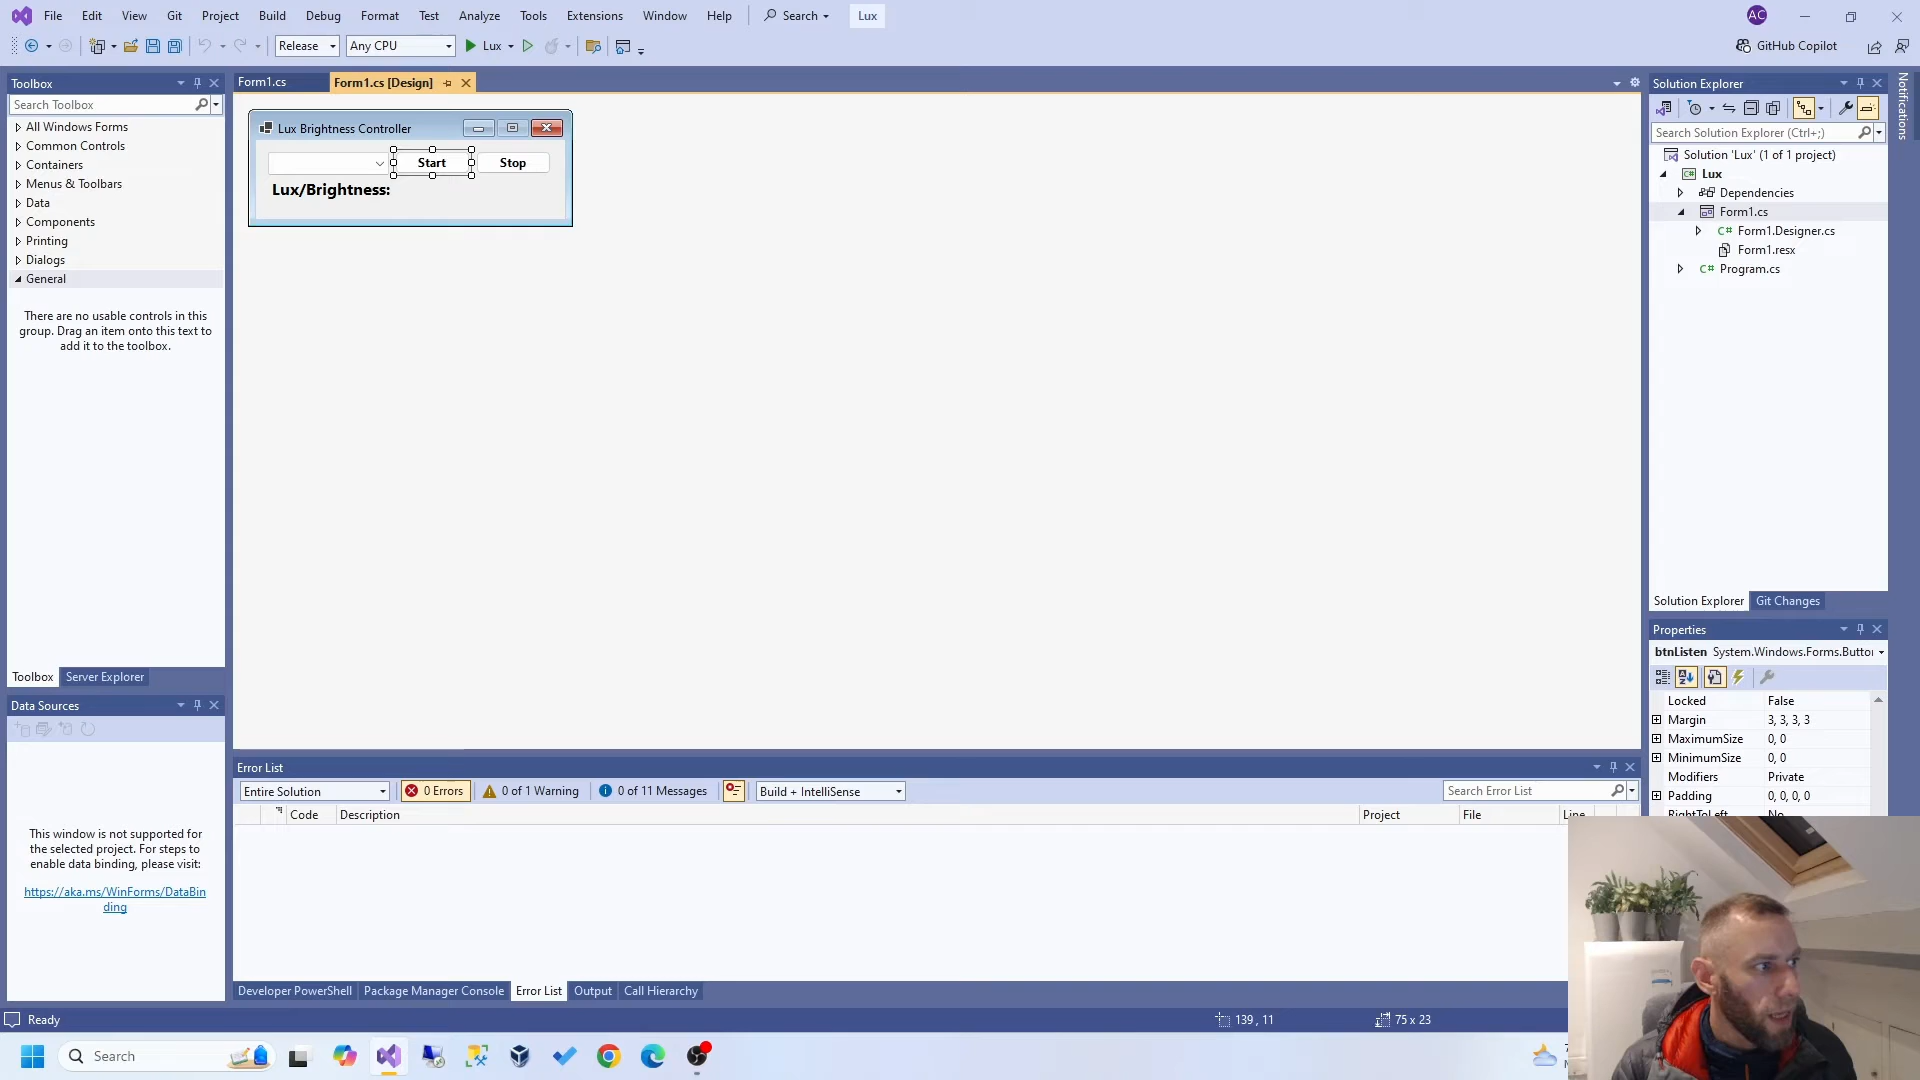 File Edit View Git Project Build Debug Format Test Analyze Tools Extensions Window Help Search Lux AC
Release Any CPU Lux GitHub Copilot
Toolbox
Search Toolbox
All Windows Forms
Common Controls
Containers
Menus & Toolbars
Data
Components
Printing
Dialogs
General
There are no usable controls in this
group. Drag an item onto this text to
add it to the toolbox.
Toolbox Server Explorer
Data Sources
This window is not supported for
the selected project. For steps to
enable data binding, please visit:
https://aka.ms/WinForms/DataBin
ding
Form1.cs Form1.cs [Design]
Lux Brightness Controller
Start Stop
Lux/Brightness:
Error List
Entire Solution 0 Errors 0 of 1 Warning 0 of 11 Messages Build + IntelliSense Search Error List
Code Description Project File Line
Developer PowerShell Package Manager Console Error List Output Call Hierarchy
Solution Explorer
Search Solution Explorer (Ctrl+;)
Solution 'Lux' (1 of 1 project)
C# Lux
Dependencies
Form1.cs
C# Form1.Designer.cs
Form1.resx
C# Program.cs
Solution Explorer Git Changes
Notifications
Properties
btnListen System.Windows.Forms.Button
Locked False
Margin 3, 3, 3, 3
MaximumSize 0, 0
MinimumSize 0, 0
Modifiers Private
Padding 0, 0, 0, 0
RightToLeft No
Ready 139 , 11 75 x 23
Search